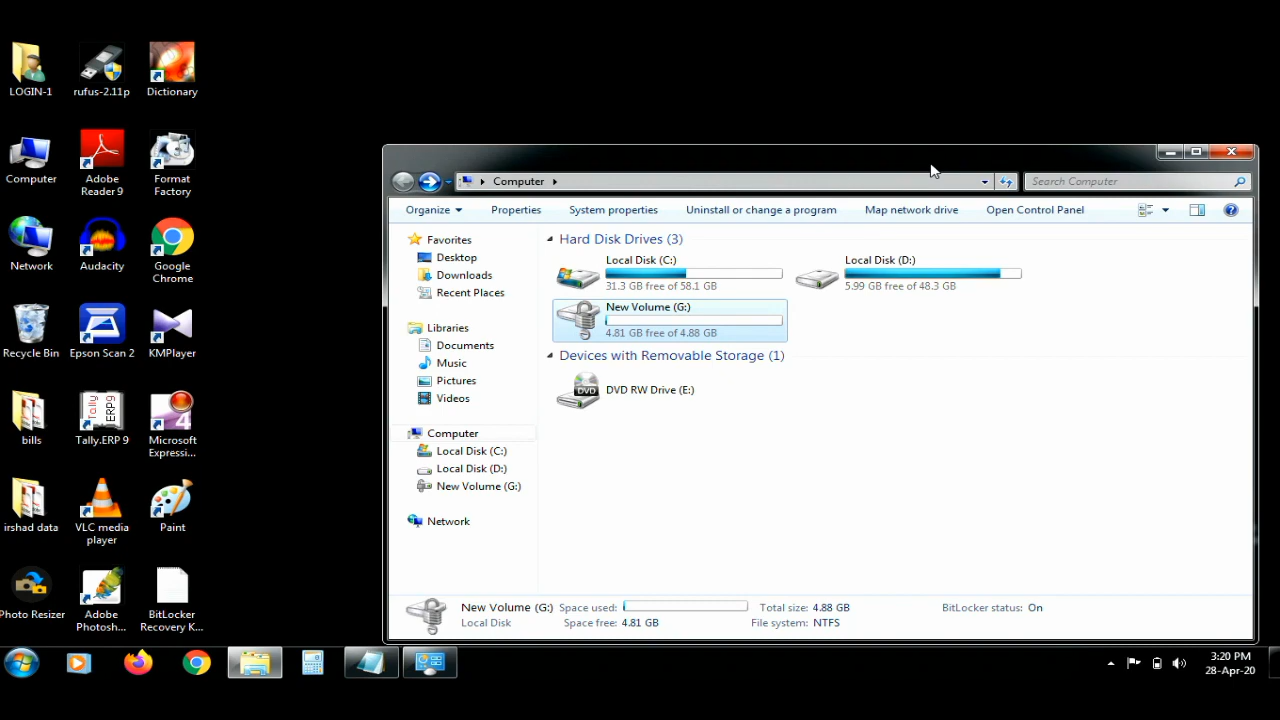 LOGIN-1
rufus-2.11p
Dictionary
Computer
Adobe
Reader 9
Format
Factory
Network
Audacity
Google
Chrome
Recycle Bin
Epson Scan 2
KMPlayer
bills
Tally.ERP 9
Microsoft
Expressi...
irshad data
VLC media
player
Paint
Photo Resizer
Adobe
Photosh...
BitLocker
Recovery K...
Computer
Search Computer
Organize
Properties
System properties
Uninstall or change a program
Map network drive
Open Control Panel
Favorites
Desktop
Downloads
Recent Places
Libraries
Documents
Music
Pictures
Videos
Computer
Local Disk (C:)
Local Disk (D:)
New Volume (G:)
Network
Hard Disk Drives (3)
Local Disk (C:)
31.3 GB free of 58.1 GB
Local Disk (D:)
5.99 GB free of 48.3 GB
New Volume (G:)
4.81 GB free of 4.88 GB
Devices with Removable Storage (1)
DVD
DVD RW Drive (E:)
New Volume (G:) Space used: Total size: 4.88 GB BitLocker status: On
Local Disk Space free: 4.81 GB File system: NTFS
3:20 PM
28-Apr-20